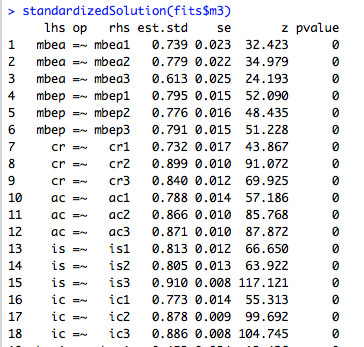 > standardizedSolution(fits$m3)
lhs op rhs est.std se z pvalue
1 mbea =~ mbea1 0.739 0.023 32.423 0
2 mbea =~ mbea2 0.779 0.022 34.979 0
3 mbea =~ mbea3 0.613 0.025 24.193 0
4 mbep =~ mbep1 0.795 0.015 52.090 0
5 mbep =~ mbep2 0.776 0.016 48.435 0
6 mbep =~ mbep3 0.791 0.015 51.228 0
7 cr =~ cr1 0.732 0.017 43.867 0
8 cr =~ cr2 0.899 0.010 91.072 0
9 cr =~ cr3 0.840 0.012 69.925 0
10 ac =~ ac1 0.788 0.014 57.186 0
11 ac =~ ac2 0.866 0.010 85.768 0
12 ac =~ ac3 0.871 0.010 87.872 0
13 is =~ is1 0.813 0.012 66.650 0
14 is =~ is2 0.805 0.013 63.922 0
15 is =~ is3 0.910 0.008 117.121 0
16 ic =~ ic1 0.773 0.014 55.313 0
17 ic =~ ic2 0.878 0.009 99.692 0
18 ic =~ ic3 0.886 0.008 104.745 0